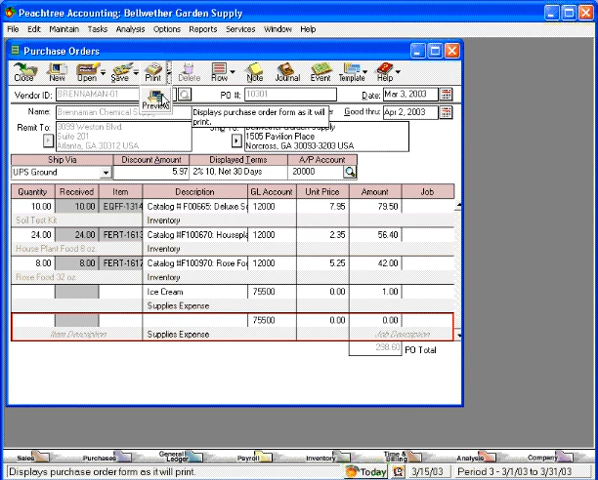 Peachtree Accounting: Bellwether Garden Supply
File Edit Maintain Tasks Analysis Options Reports Services Window Help
Purchase Orders
Close New Open Save Print Delete Row Note Journal Event Template Help
Vendor ID: BRENNAMAN-01 PO #: 10301 Date: Mar 3, 2003
Preview
Name: Brennaman Chemical Supply Good thru: Apr 2, 2003
Displays purchase order form as it will print.
Remit To: 3099 Weston Blvd Bellwether Garden Supply
Suite 201 1505 Pavilion Place
Atlanta, GA 30312 USA Norcross, GA 30093-3203 USA
Ship Via Discount Amount Displayed Terms A/P Account
UPS Ground 5.97 2% 10, Net 30 Days 20000
Quantity Received Item Description GL Account Unit Price Amount Job
10.00 10.00 EQFF-1314 Catalog # F00665: Deluxe S 12000 7.95 79.50
Soil Test Kit Inventory
24.00 24.00 FERT-1613 Catalog #F100670: Housepla 12000 2.35 56.40
House Plant Food 8 oz. Inventory
8.00 8.00 FERT-1617 Catalog #F100970: Rose Fo 12000 5.25 42.00
Rose Food 32 oz. Inventory
Ice Cream 75500 0.00 1.00
Supplies Expense
75500 0.00 0.00
Item Description Supplies Expense Job Description
298.60 PO Total
Sales Purchases General Ledger Payroll Inventory Time & Billing Analysis Company
Displays purchase order form as it will print. Today 3/15/03 Period 3 - 3/1/03 to 3/31/03